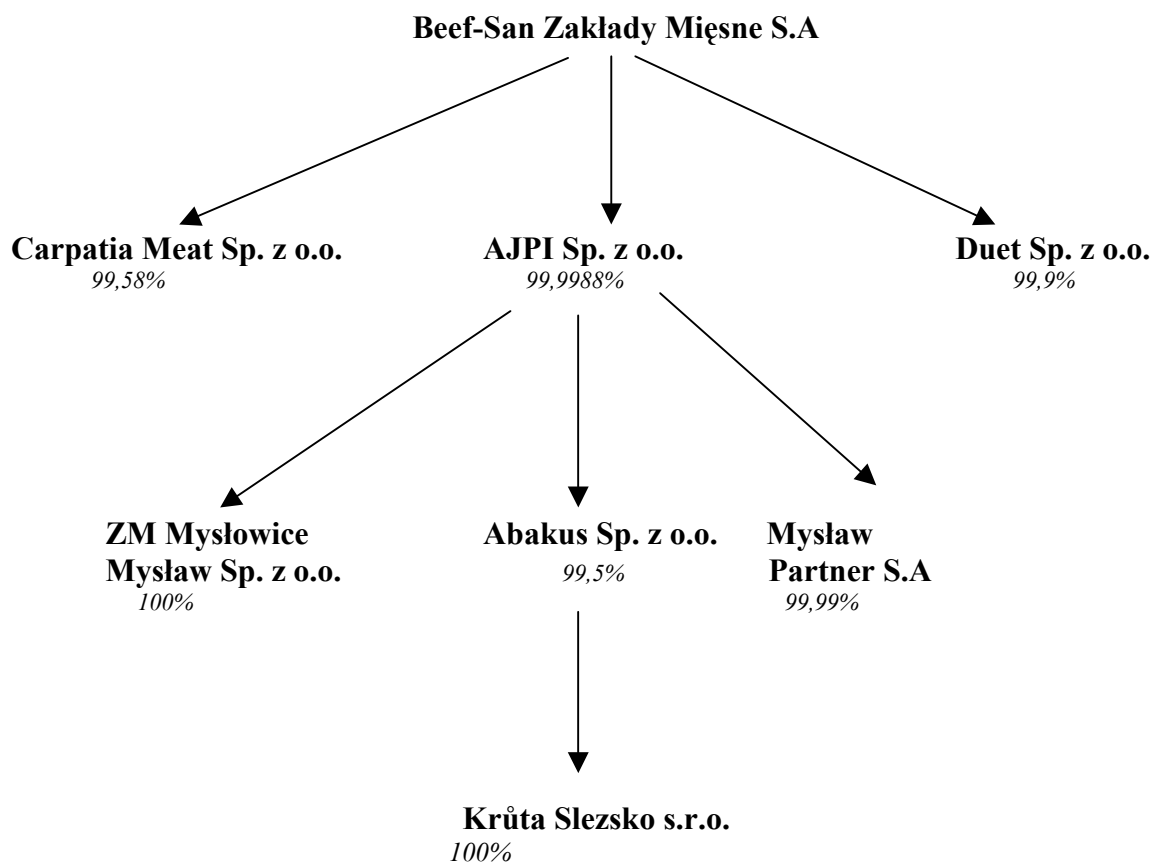 Beef-San Zakłady Mięsne S.A
Carpatia Meat Sp. z o.o.
99,58%
AJPI Sp. z o.o.
99,9988%
Duet Sp. z o.o.
99,9%
ZM Mysłowice
Mysław Sp. z o.o.
100%
Abakus Sp. z o.o.
99,5%
Mysław
Partner S.A
99,99%
Krůta Slezsko s.r.o.
100%